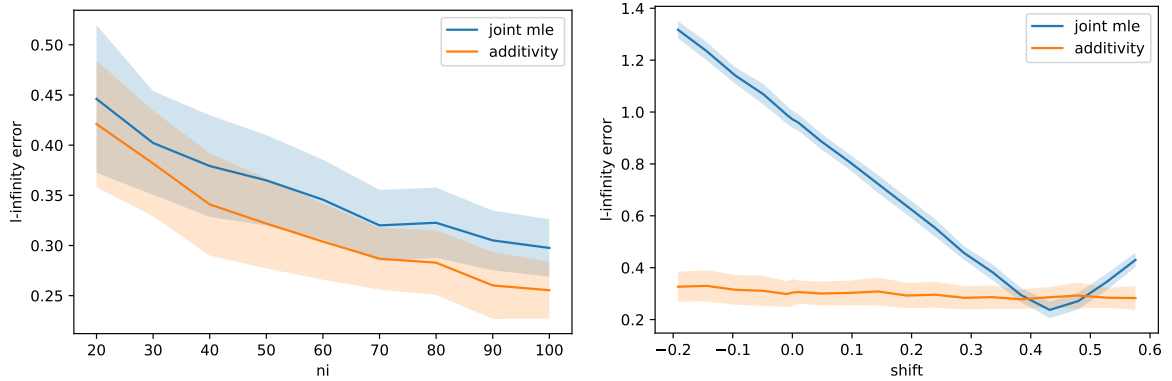 0.50
0.45
0.40
0.35
0.30
0.25
l-infinity error
20 30 40 50 60 70 80 90 100
ni
joint mle
additivity
1.4
1.2
1.0
0.8
0.6
0.4
0.2
l-infinity error
−0.2 −0.1 0.0 0.1 0.2 0.3 0.4 0.5 0.6
shift
joint mle
additivity